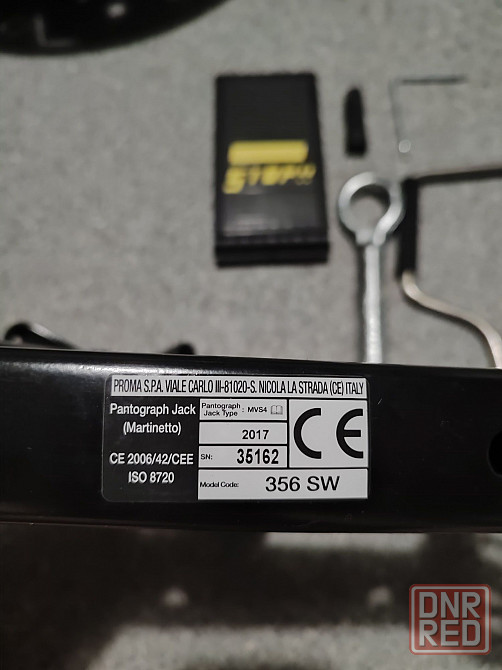 STOPLI
PROMA S.P.A. VIALE CARLO III-81020-S. NICOLA LA STRADA (CE) ITALY
Pantograph Jack
(Martinetto)
CE 2006/42/CEE
ISO 8720
Pantograph
Jack Type : MVS4
2017
SN: 35162
Model Code: 356 SW
CE
DNR
RED